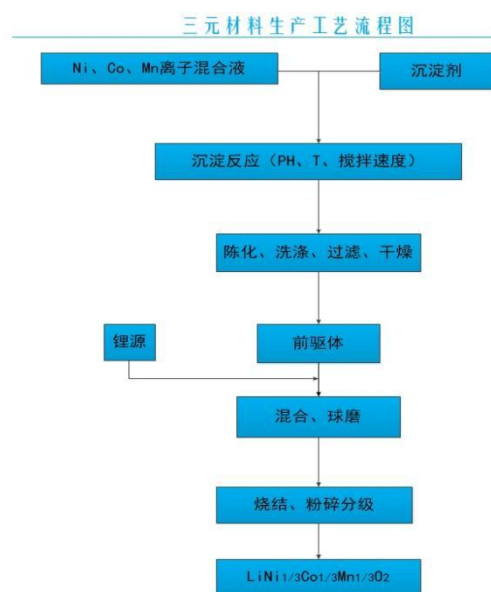 三元材料生产工艺流程图
Ni、Co、Mn离子混合液
沉淀剂
沉淀反应（PH、T、搅拌速度）
陈化、洗涤、过滤、干燥
锂源
前驱体
混合、球磨
烧结、粉碎分级
LiNi1/3Co1/3Mn1/3O2